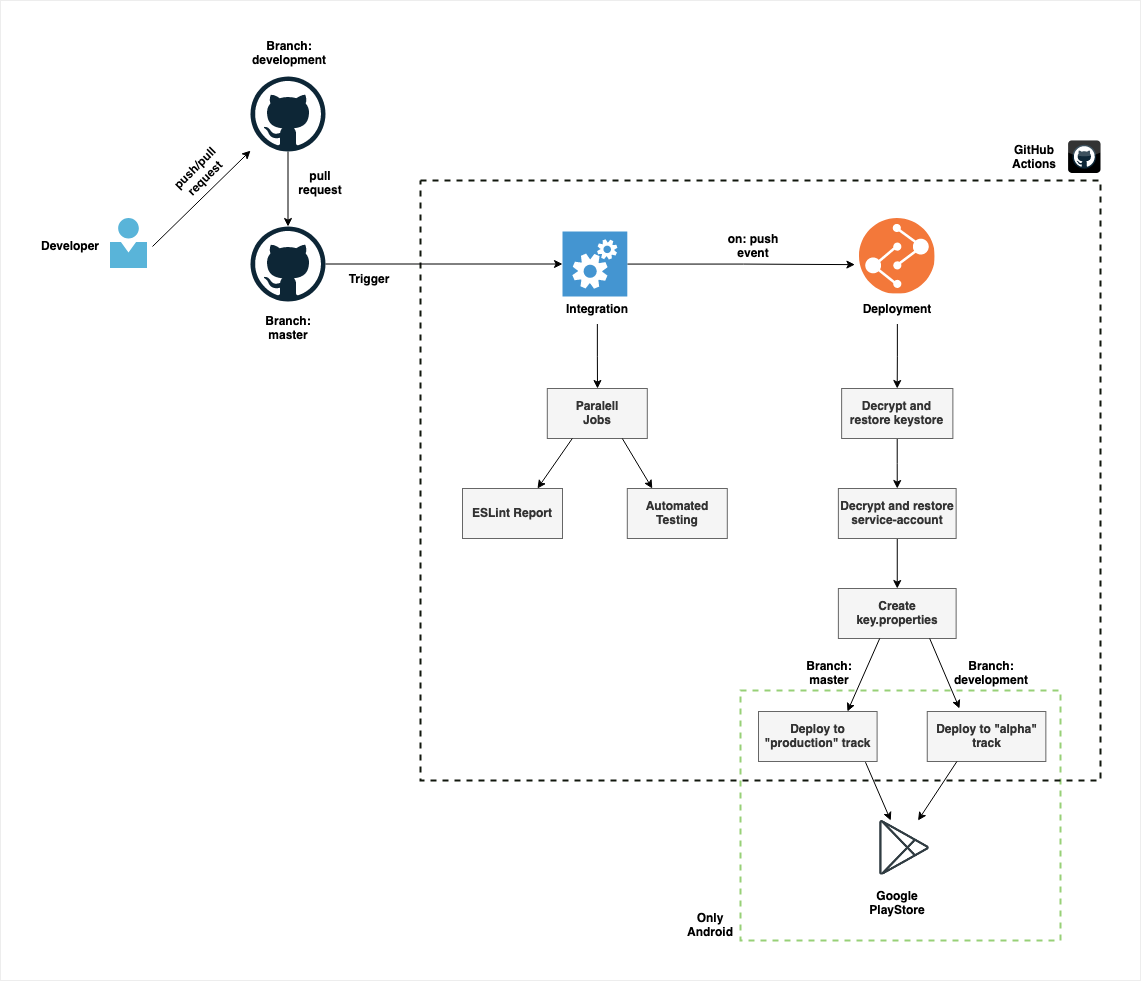 Branch:
development
push/pull
request
pull
request
Developer
Branch:
master
Trigger
GitHub
Actions
Integration
on: push
event
Deployment
Paralell
Jobs
ESLint Report
Automated
Testing
Decrypt and
restore keystore
Decrypt and restore
service-account
Create
key.properties
Branch:
master
Branch:
development
Deploy to
"production" track
Deploy to "alpha"
track
Google
PlayStore
Only
Android